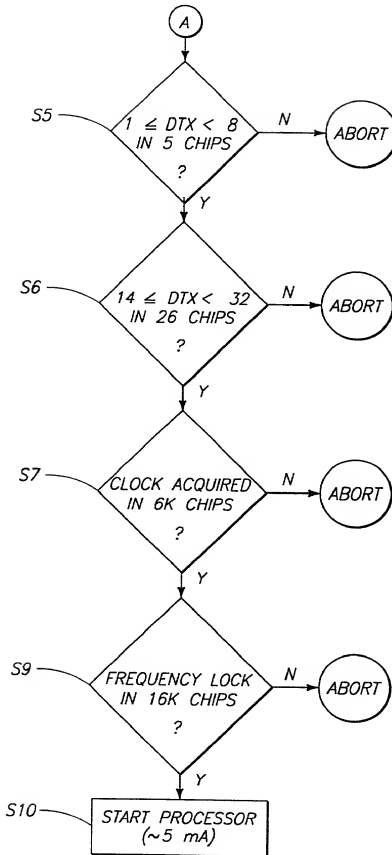 A
S5
1 ≤ DTX < 8
IN 5 CHIPS
?
N
ABORT
Y
S6
14 ≤ DTX < 32
IN 26 CHIPS
?
N
ABORT
Y
S7
CLOCK ACQUIRED
IN 6K CHIPS
?
N
ABORT
Y
S9
FREQUENCY LOCK
IN 16K CHIPS
?
N
ABORT
Y
S10
START PROCESSOR
(~5 mA)